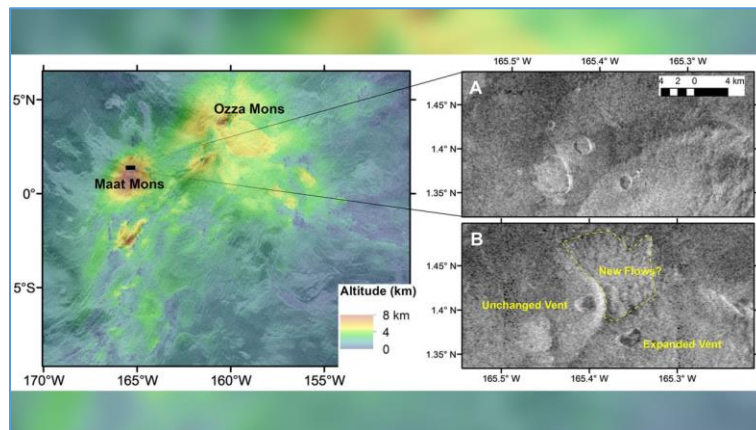 5°N
0°
5°S
170°W
165°W
160°W
155°W
Ozza Mons
Maat Mons
Altitude (km)
8 km
4
0
165.5° W
165.4° W
165.3° W
A
4 2 0 4 km
1.45°
1.4°
1.35°
B
New Flows?
Unchanged Vent
Expanded Vent
1.45°
1.40°
1.35°
165.5° W
165.4° W
165.3° W